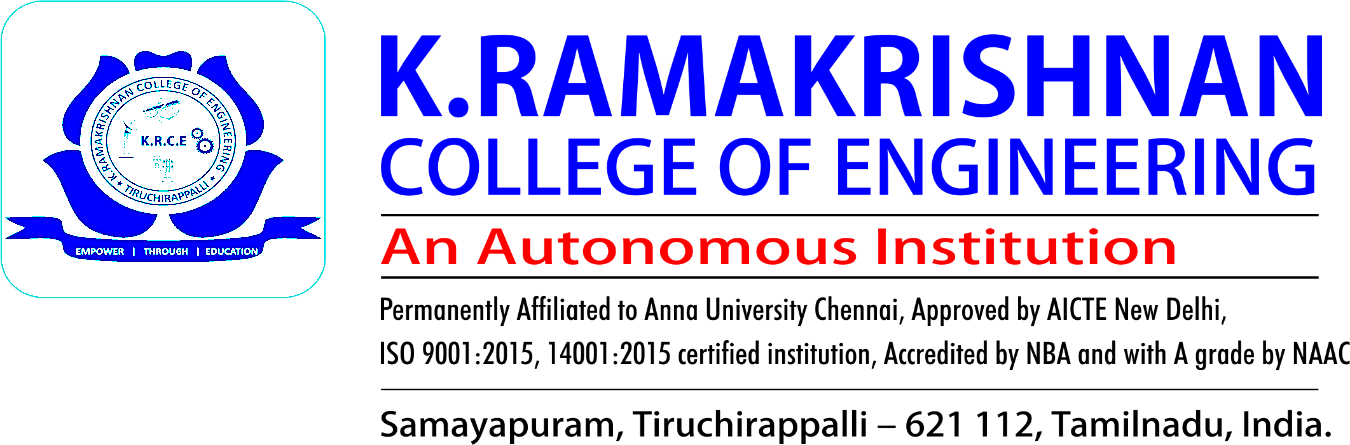 K.RAMAKRISHNAN COLLEGE OF ENGINEERING
K.R.C.E
★ TIRUCHIRAPPALLI ★
EMPOWER | THROUGH | EDUCATION
K.RAMAKRISHNAN
COLLEGE OF ENGINEERING
An Autonomous Institution
Permanently Affiliated to Anna University Chennai, Approved by AICTE New Delhi,
ISO 9001:2015, 14001:2015 certified institution, Accredited by NBA and with A grade by NAAC
Samayapuram, Tiruchirappalli – 621 112, Tamilnadu, India.